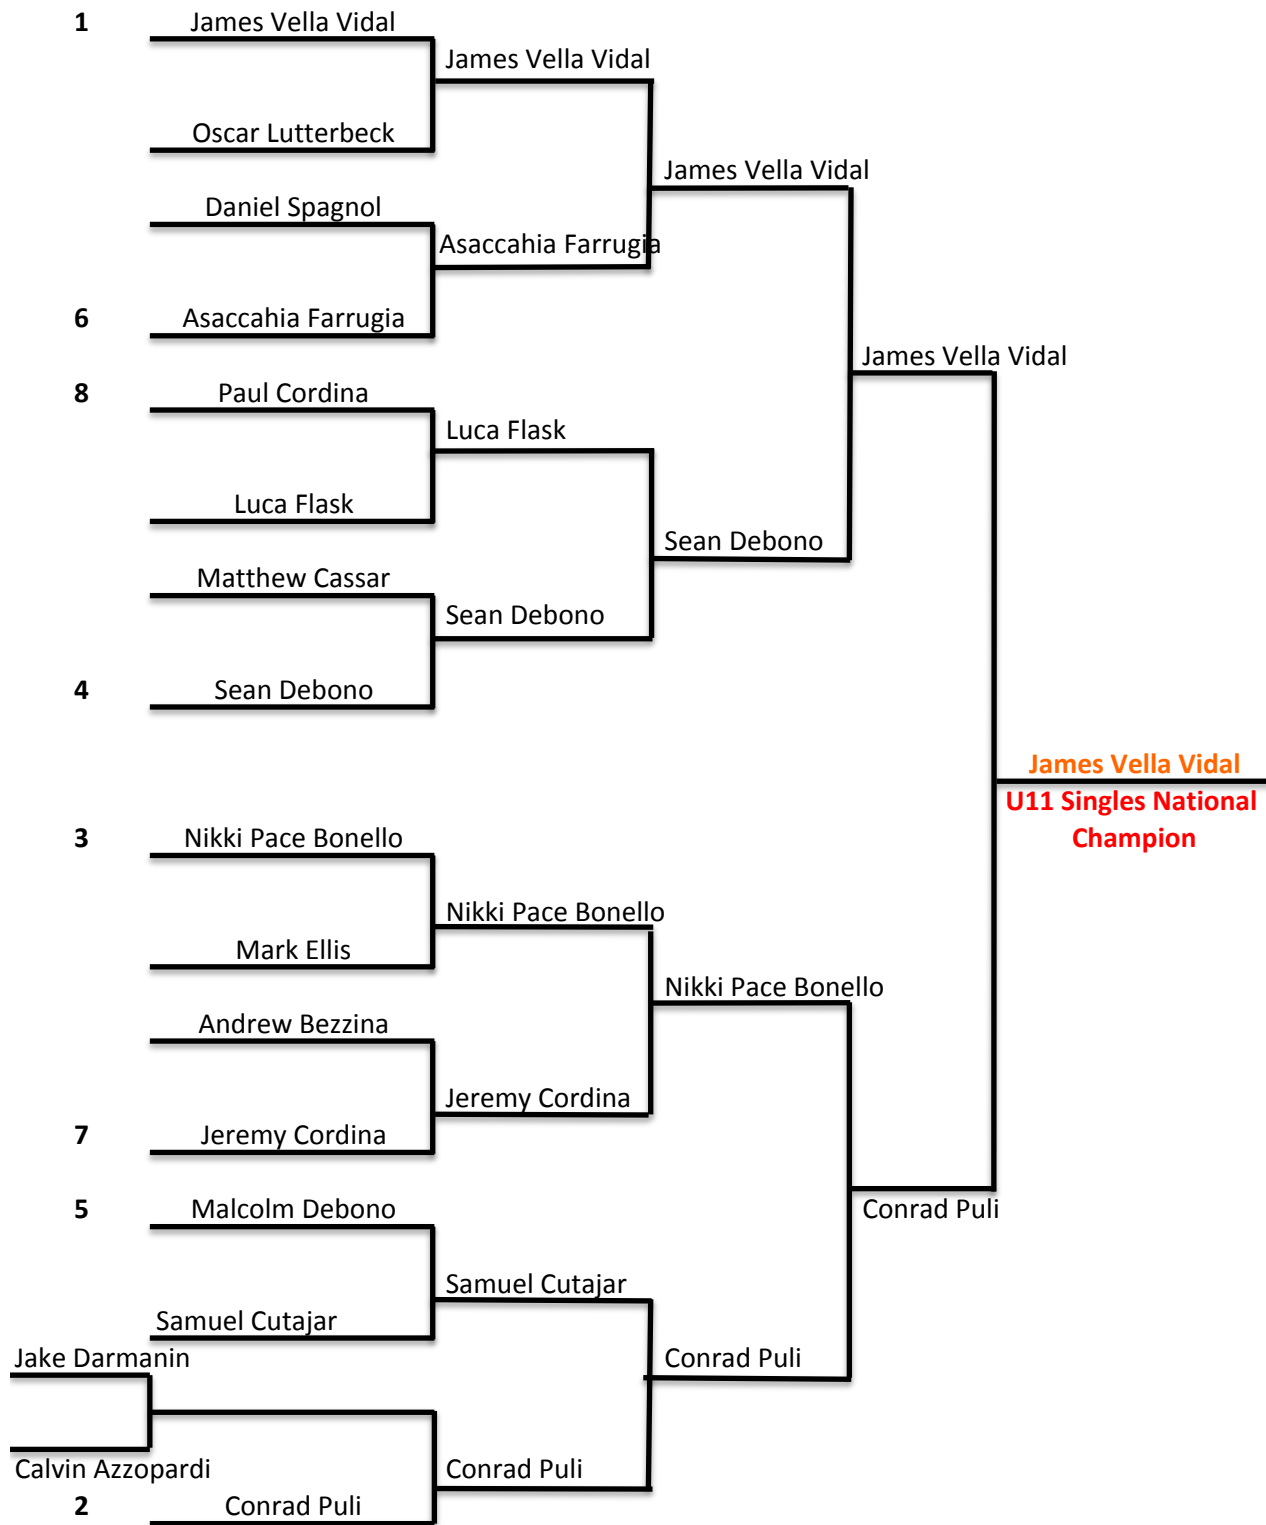 1 James Vella Vidal
James Vella Vidal
Oscar Lutterbeck
James Vella Vidal
Daniel Spagnol
Asaccahia Farrugia
6 Asaccahia Farrugia
James Vella Vidal
8 Paul Cordina
Luca Flask
Luca Flask
Sean Debono
Matthew Cassar
Sean Debono
4 Sean Debono
James Vella Vidal
U11 Singles National
Champion
3 Nikki Pace Bonello
Nikki Pace Bonello
Mark Ellis
Nikki Pace Bonello
Andrew Bezzina
Jeremy Cordina
7 Jeremy Cordina
5 Malcolm Debono
Conrad Puli
Samuel Cutajar
Samuel Cutajar
Jake Darmanin
Conrad Puli
Calvin Azzopardi
Conrad Puli
2 Conrad Puli